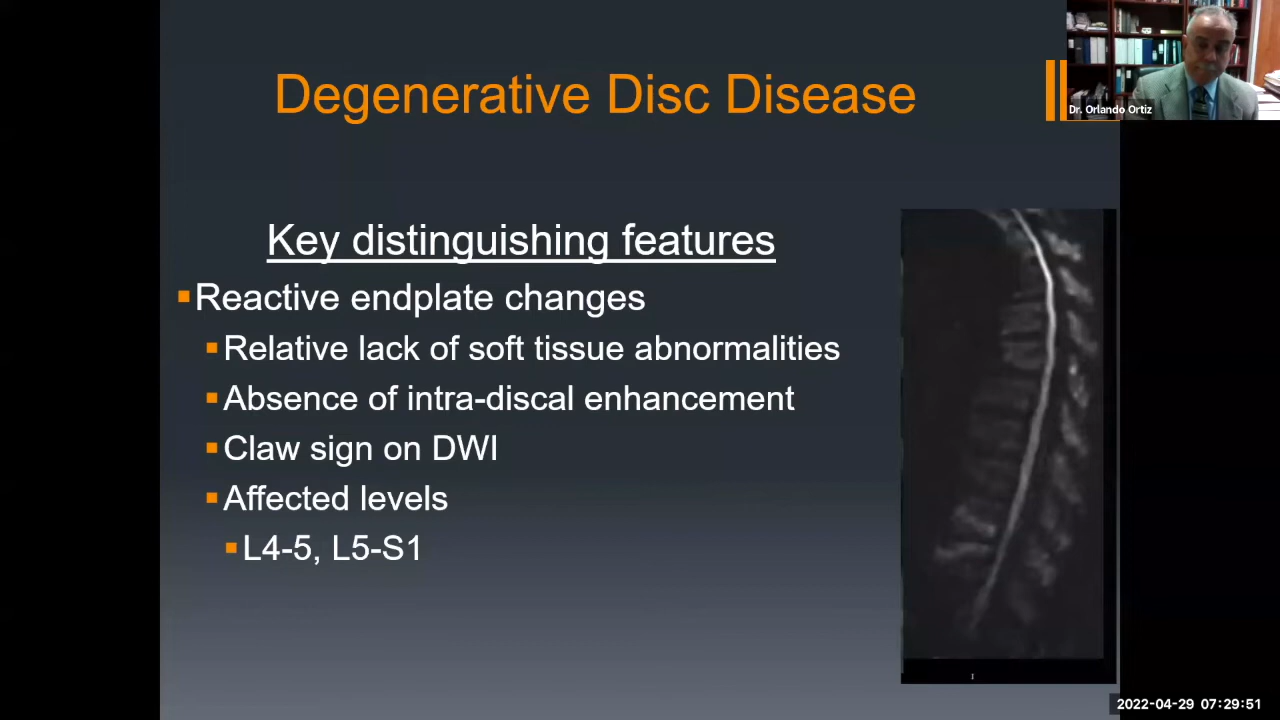 Degenerative Disc Disease
Dr. Orlando Ortiz
Key distinguishing features
Reactive endplate changes
Relative lack of soft tissue abnormalities
Absence of intra-discal enhancement
Claw sign on DWI
Affected levels
L4-5, L5-S1
2022-04-29 07:29:51